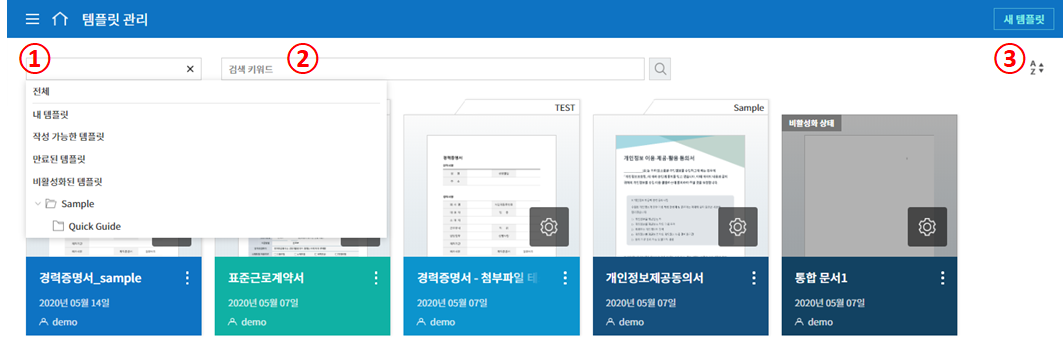 템플릿 관리
새 템플릿
①
②
③
검색 키워드
A
Z
전체
내 템플릿
작성 가능한 템플릿
만료된 템플릿
비활성화된 템플릿
Sample
Quick Guide
TEST
Sample
비활성화 상태
경력증명서
개인정보 이용·제공·활용 동의서
경력증명서_sample
2020년 05월 14일
demo
표준근로계약서
2020년 05월 07일
demo
경력증명서 - 첨부파일 테
2020년 05월 07일
demo
개인정보제공동의서
2020년 05월 07일
demo
통합 문서1
2020년 05월 07일
demo